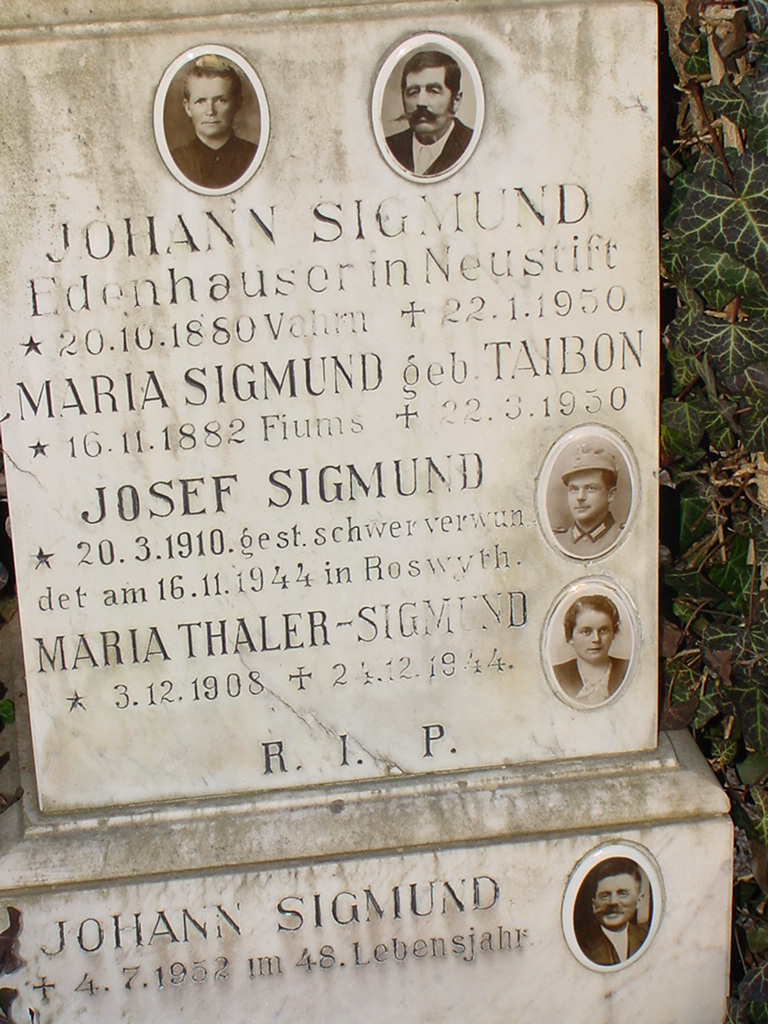 JOHANN SIGMUND
Edenhauser in Neustift
★ 20.10.1880 Vahrn ✝ 22.1.1950
MARIA SIGMUND geb. TAIBON
★ 16.11.1882 Fiums ✝ 22.3.1950
JOSEF SIGMUND
★ 20.3.1910. gest. schwer verwun
det am 16.11.1944 in Roswyth.
MARIA THALER-SIGMUND
★ 3.12.1908 ✝ 24.12.1944.
R. I. P.
JOHANN SIGMUND
✝ 4.7.1952 im 48. Lebensjahr